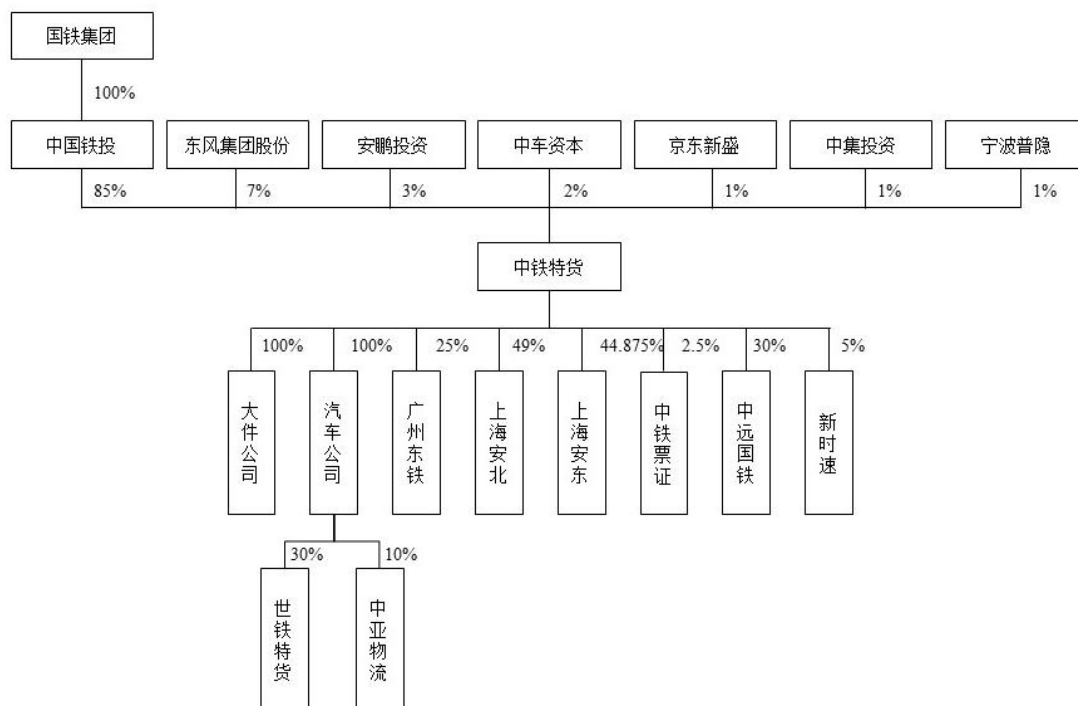 国铁集团
100%
中国铁投
东风集团股份
安鹏投资
中车资本
京东新盛
中集投资
宁波普隐
85%
7%
3%
2%
1%
1%
1%
中铁特货
100%
100%
25%
49%
44.875%
2.5%
30%
5%
大件公司
汽车公司
广州东铁
上海安北
上海安东
中铁票证
中远国铁
新时速
30%
10%
世铁特货
中亚物流